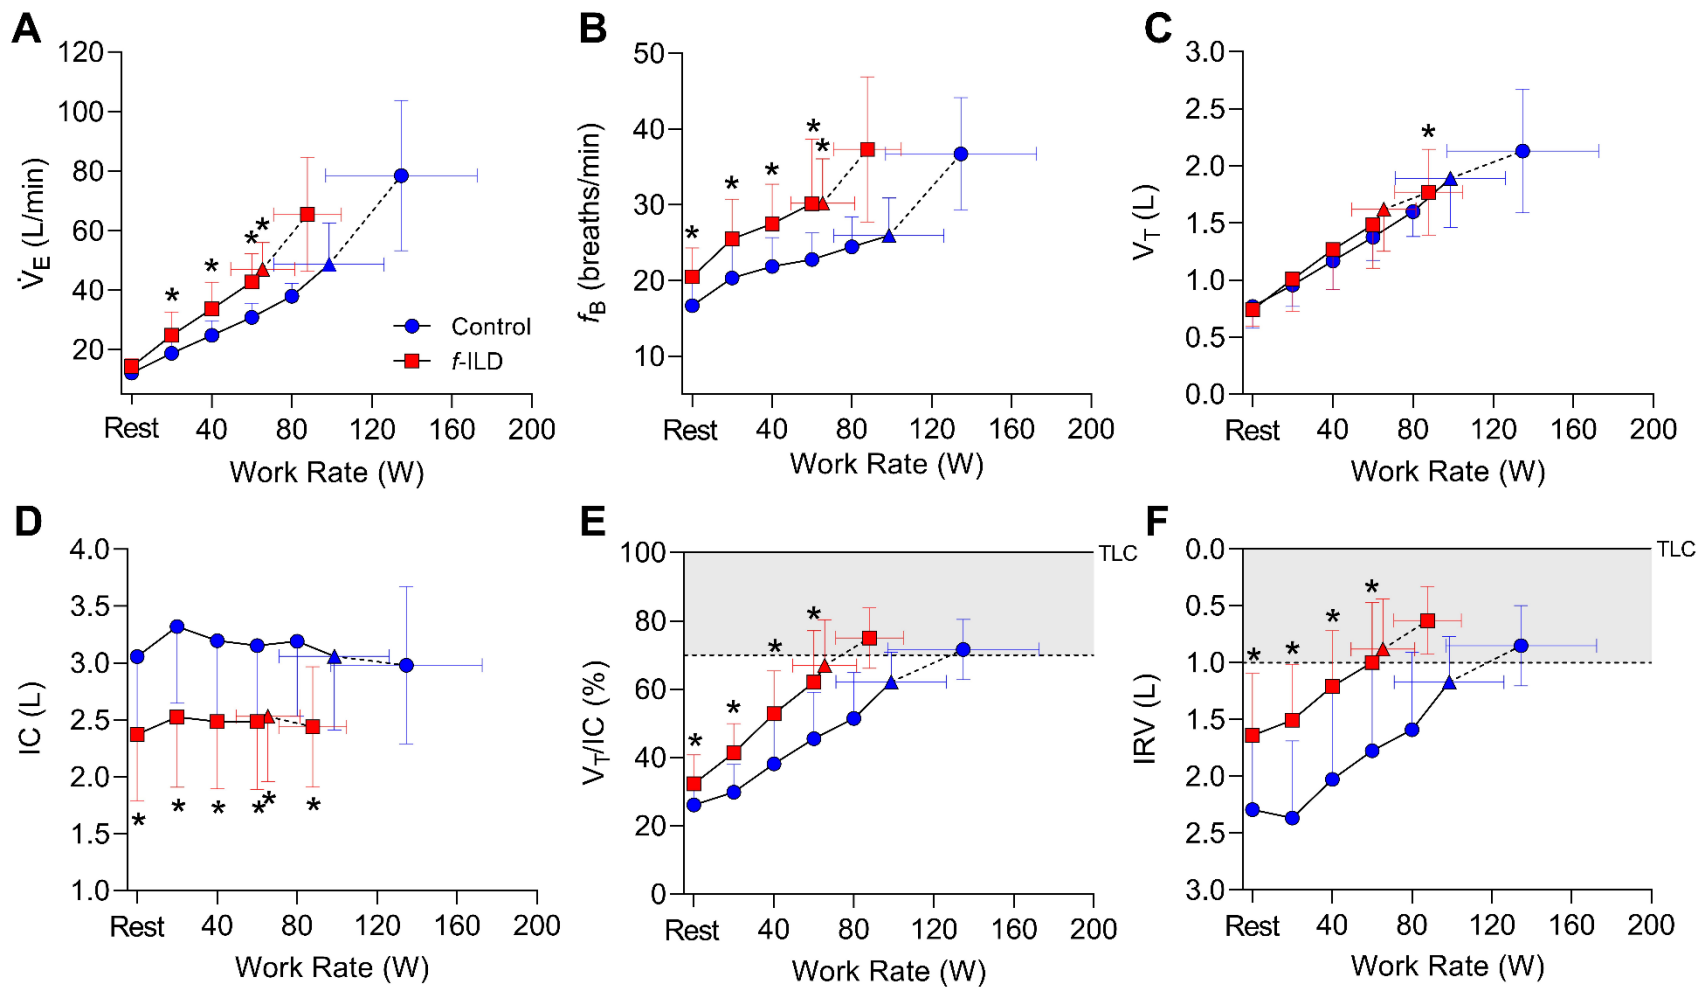 A
120
100
80
60
40
20
V̇E (L/min)
* * * *
*
Control
f-ILD
Rest 40 80 120 160 200
Work Rate (W)
B
50
40
30
20
10
fB (breaths/min)
* * * * *
Rest 40 80 120 160 200
Work Rate (W)
C
3.0
2.5
2.0
1.5
1.0
0.5
0.0
VT (L)
*
Rest 40 80 120 160 200
Work Rate (W)
D
4.0
3.5
3.0
2.5
2.0
1.5
1.0
IC (L)
* * * * * *
Rest 40 80 120 160 200
Work Rate (W)
E
100
80
60
40
20
0
VT/IC (%)
TLC
* * * *
Rest 40 80 120 160 200
Work Rate (W)
F
0.0
0.5
1.0
1.5
2.0
2.5
3.0
IRV (L)
TLC
* * * *
Rest 40 80 120 160 200
Work Rate (W)